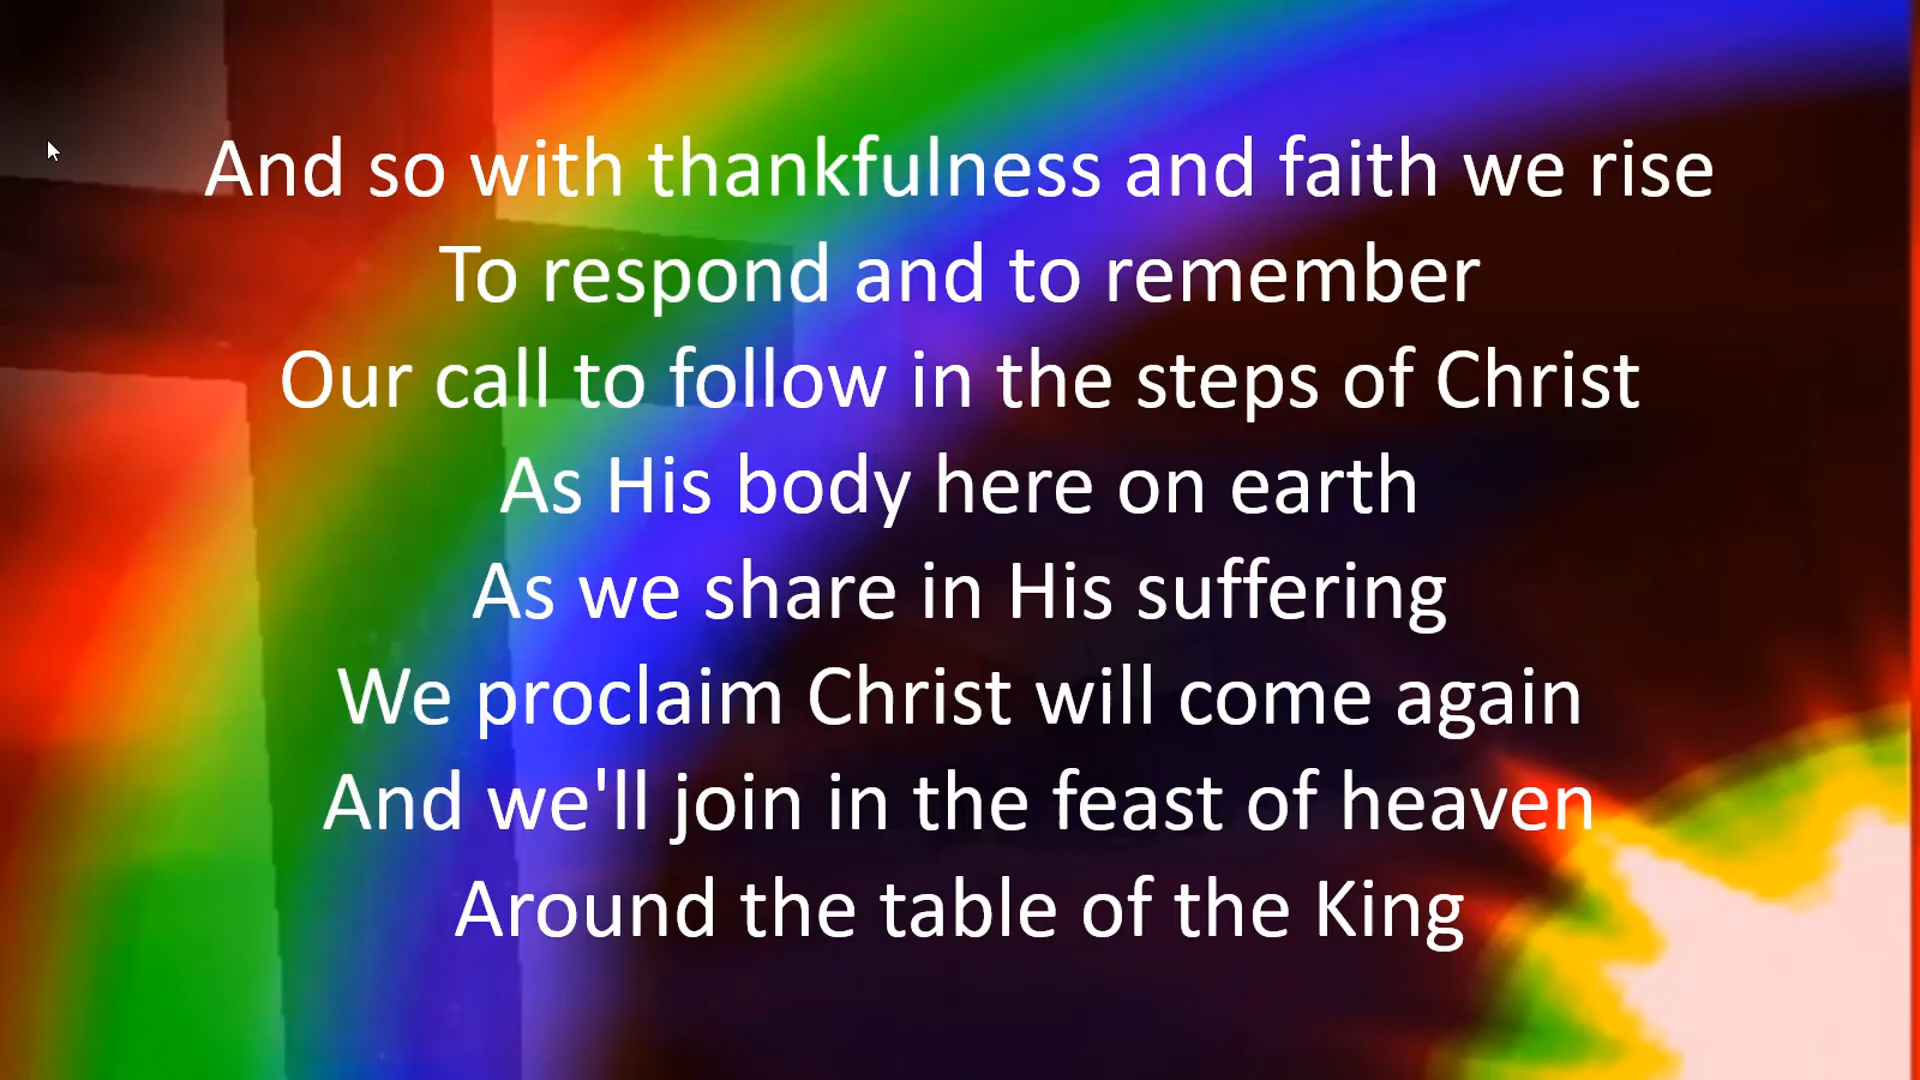 And so with thankfulness and faith we rise
To respond and to remember
Our call to follow in the steps of Christ
As His body here on earth
As we share in His suffering
We proclaim Christ will come again
And we'll join in the feast of heaven
Around the table of the King